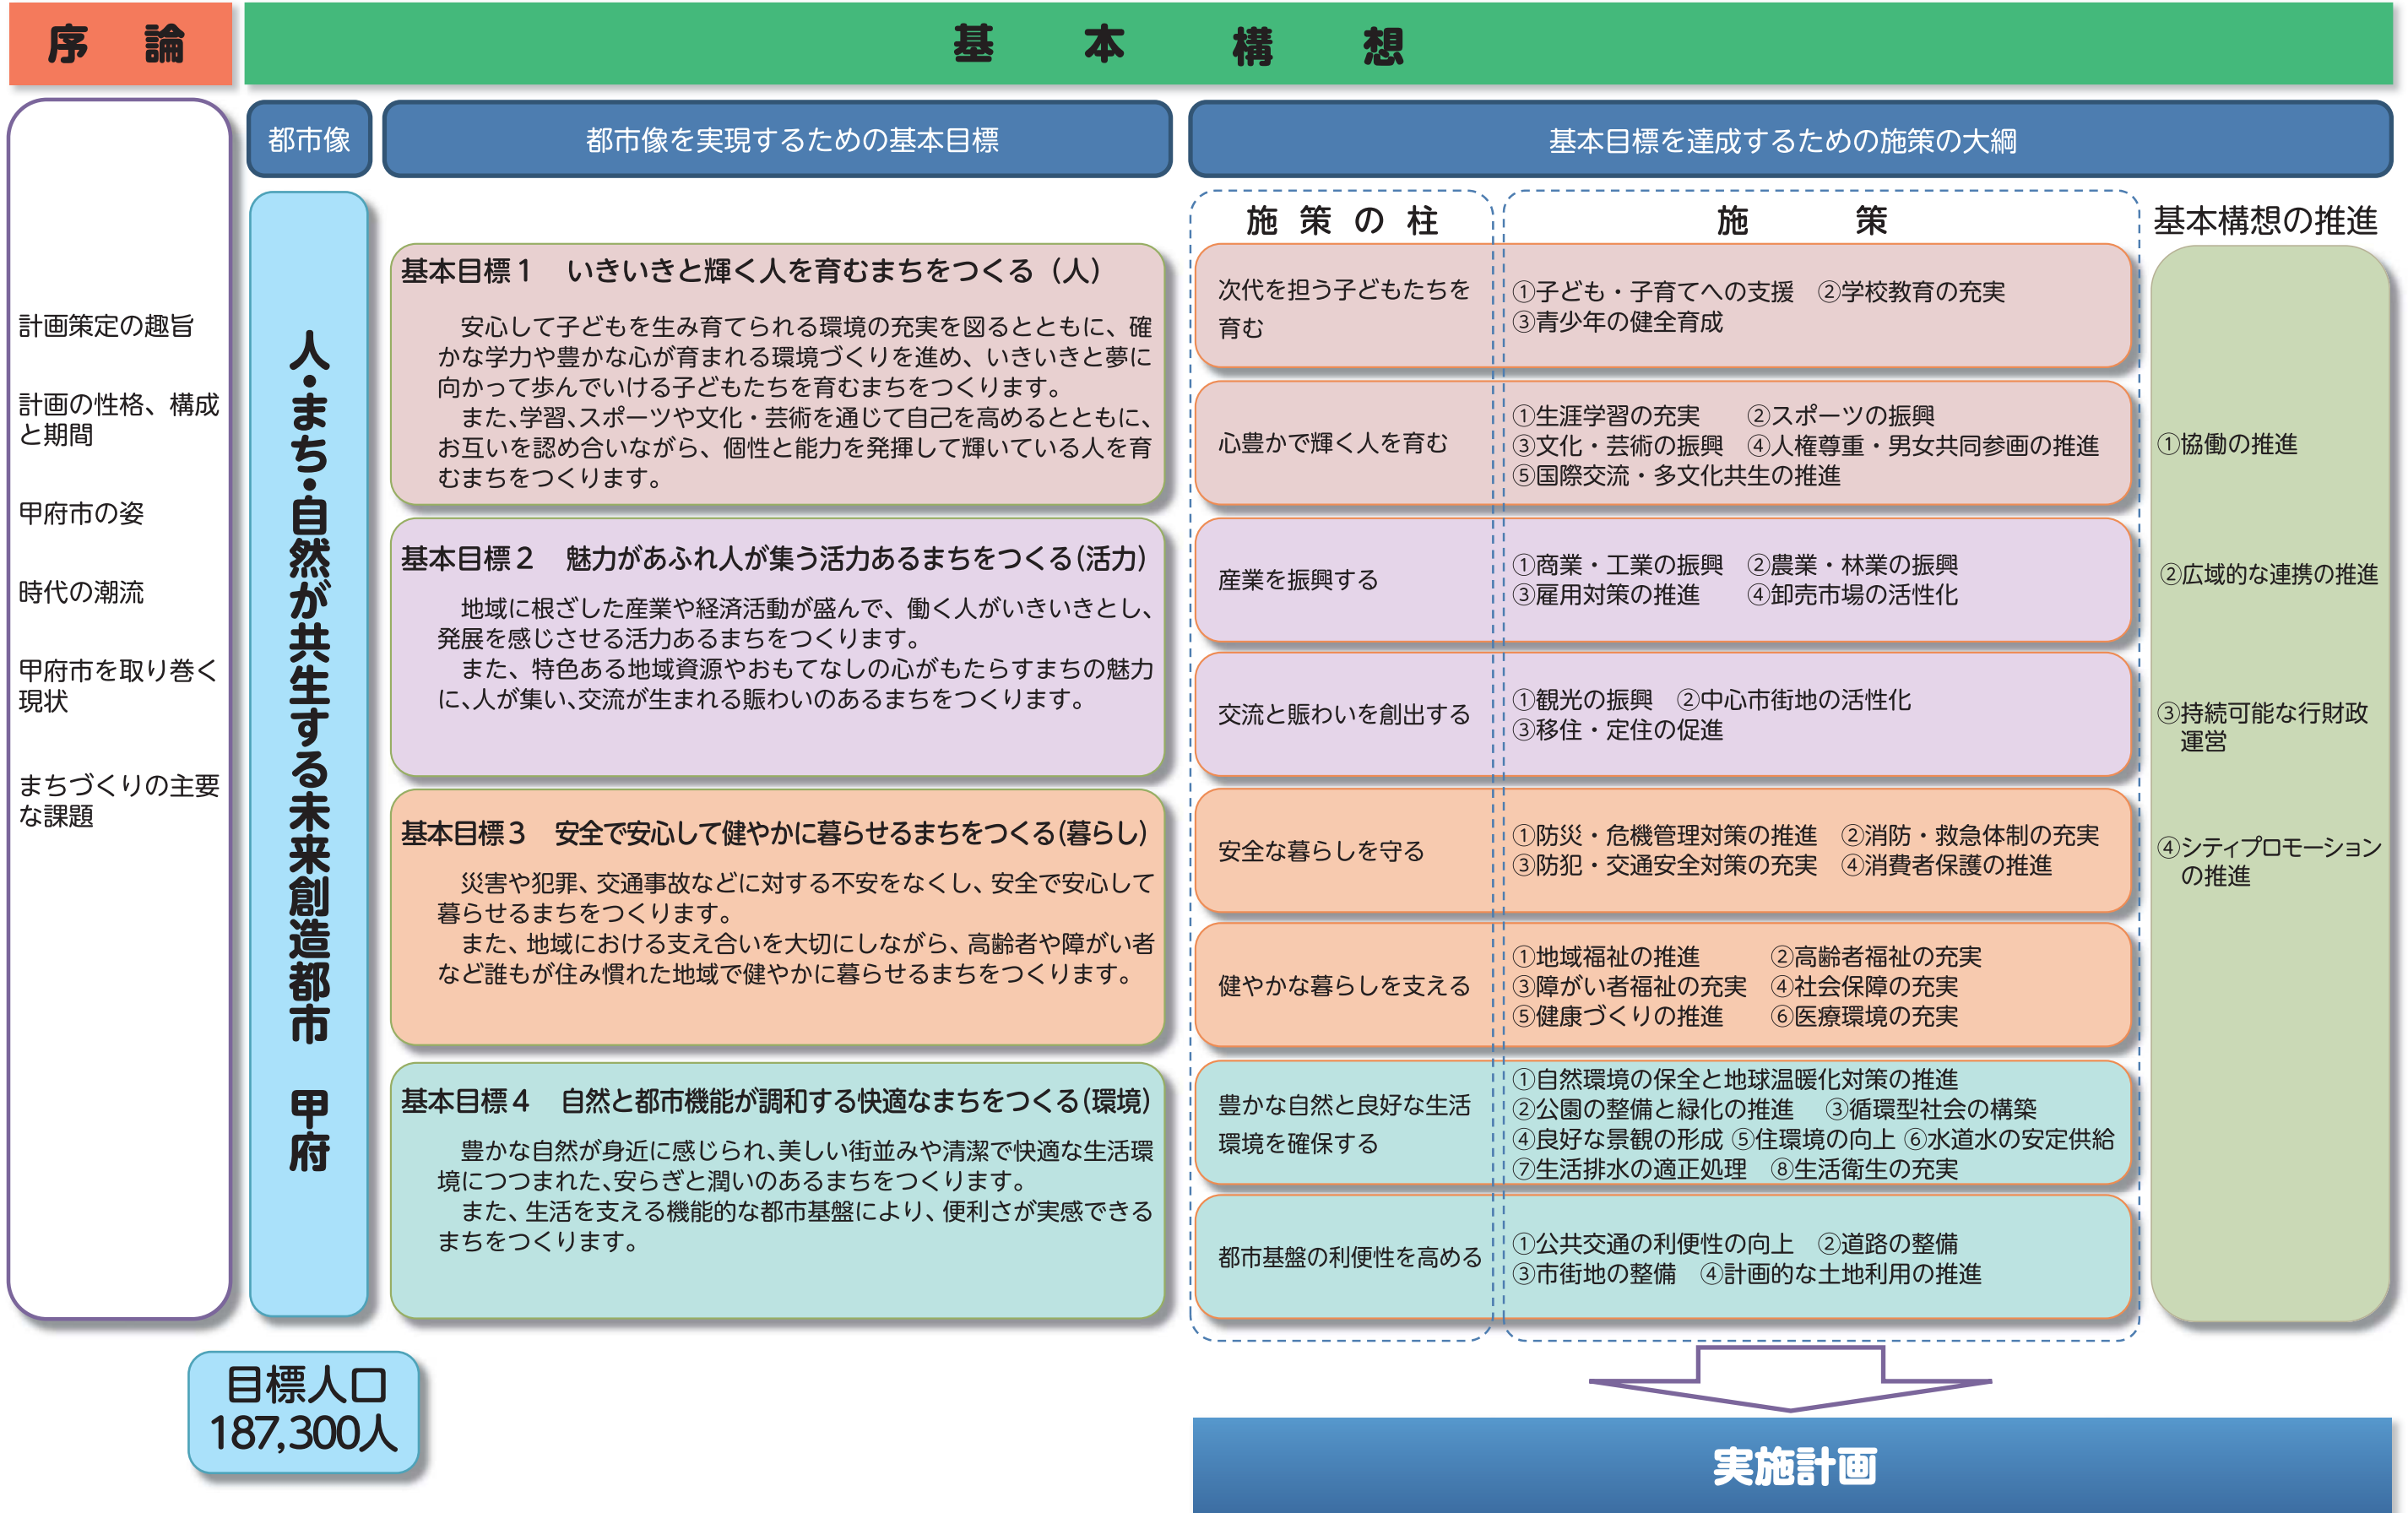 序　論
基　本　構　想
計画策定の趣旨
計画の性格、構成
と期間
甲府市の姿
時代の潮流
甲府市を取り巻く
現状
まちづくりの主要
な課題
都市像
人・まち・自然が共生する未来創造都市　甲府
目標人口
187,300人
都市像を実現するための基本目標
基本目標１　いきいきと輝く人を育むまちをつくる（人）
安心して子どもを生み育てられる環境の充実を図るとともに、確
かな学力や豊かな心が育まれる環境づくりを進め、いきいきと夢に
向かって歩んでいける子どもたちを育むまちをつくります。
また、学習、スポーツや文化・芸術を通じて自己を高めるとともに、
お互いを認め合いながら、個性と能力を発揮して輝いている人を育
むまちをつくります。
基本目標２　魅力があふれ人が集う活力あるまちをつくる（活力）
地域に根ざした産業や経済活動が盛んで、働く人がいきいきとし、
発展を感じさせる活力あるまちをつくります。
また、特色ある地域資源やおもてなしの心がもたらすまちの魅力
に、人が集い、交流が生まれる賑わいのあるまちをつくります。
基本目標３　安全で安心して健やかに暮らせるまちをつくる（暮らし）
災害や犯罪、交通事故などに対する不安をなくし、安全で安心して
暮らせるまちをつくります。
また、地域における支え合いを大切にしながら、高齢者や障がい者
など誰もが住み慣れた地域で健やかに暮らせるまちをつくります。
基本目標４　自然と都市機能が調和する快適なまちをつくる（環境）
豊かな自然が身近に感じられ、美しい街並みや清潔で快適な生活環
境につつまれた、安らぎと潤いのあるまちをつくります。
また、生活を支える機能的な都市基盤により、便利さが実感できる
まちをつくります。
基本目標を達成するための施策の大綱
施策の柱
施　策
次代を担う子どもたちを
育む
①子ども・子育てへの支援　②学校教育の充実
③青少年の健全育成
心豊かで輝く人を育む
①生涯学習の充実　②スポーツの振興
③文化・芸術の振興　④人権尊重・男女共同参画の推進
⑤国際交流・多文化共生の推進
産業を振興する
①商業・工業の振興　②農業・林業の振興
③雇用対策の推進　④卸売市場の活性化
交流と賑わいを創出する
①観光の振興　②中心市街地の活性化
③移住・定住の促進
安全な暮らしを守る
①防災・危機管理対策の推進　②消防・救急体制の充実
③防犯・交通安全対策の充実　④消費者保護の推進
健やかな暮らしを支える
①地域福祉の推進　②高齢者福祉の充実
③障がい者福祉の充実　④社会保障の充実
⑤健康づくりの推進　⑥医療環境の充実
豊かな自然と良好な生活
環境を確保する
①自然環境の保全と地球温暖化対策の推進
②公園の整備と緑化の推進　③循環型社会の構築
④良好な景観の形成 ⑤住環境の向上 ⑥水道水の安定供給
⑦生活排水の適正処理　⑧生活衛生の充実
都市基盤の利便性を高める
①公共交通の利便性の向上　②道路の整備
③市街地の整備　④計画的な土地利用の推進
基本構想の推進
①協働の推進
②広域的な連携の推進
③持続可能な行財政
運営
④シティプロモーション
の推進
実施計画